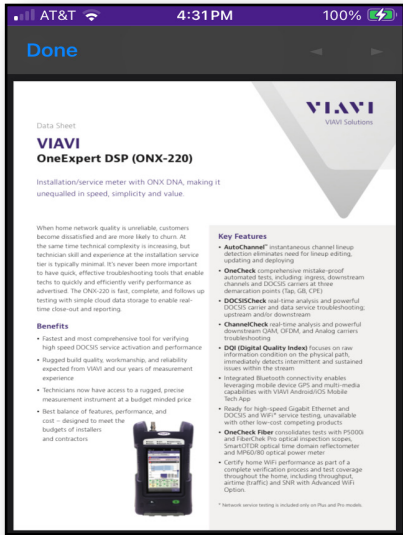 AT&T
4:31 PM
100%
Done
VIAVI
VIAVI Solutions
Data Sheet
VIAVI
OneExpert DSP (ONX-220)
Installation/service meter with ONX DNA, making it
unequalled in speed, simplicity and value.
When home network quality is unreliable, customers
become dissatisfied and are more likely to churn. At
the same time technical complexity is increasing, but
technician skill and experience at the installation service
tier is typically minimal. It's never been more important
to have quick, effective troubleshooting tools that enable
techs to quickly and efficiently verify performance as
advertised. The ONX-220 is fast, complete, and follows up
testing with simple cloud data storage to enable real-
time close-out and reporting.
Benefits
• Fastest and most comprehensive tool for verifying
high speed DOCSIS service activation and performance
• Rugged build quality, workmanship, and reliability
expected from VIAVI and our years of measurement
experience
• Technicians now have access to a rugged, precise
measurement instrument at a budget minded price
• Best balance of features, performance, and
cost – designed to meet the
budgets of installers
and contractors
Key Features
• AutoChannel™ instantaneous channel lineup
detection eliminates need for lineup editing,
updating and deploying
• OneCheck comprehensive mistake-proof
automated tests, including: ingress, downstream
channels and DOCSIS carriers at three
demarcation points (Tap, GB, CPE)
• DOCSISCheck real-time analysis and powerful
DOCSIS carrier and data service troubleshooting;
upstream and/or downstream
• ChannelCheck real-time analysis and powerful
downstream QAM, OFDM, and Analog carriers
troubleshooting
• DQI (Digital Quality Index) focuses on raw
information condition on the physical path,
immediately detects intermittent and sustained
issues within the stream
• Integrated Bluetooth connectivity enables
leveraging mobile device GPS and multi-media
capabilities with VIAVI Android/iOS Mobile
Tech App
• Ready for high-speed Gigabit Ethernet and
DOCSIS and WiFi* service testing, unavailable
with other low-cost competing products
• OneCheck Fiber consolidates tests with P5000i
and FiberChek Pro optical inspection scopes,
SmartOTDR optical time domain reflectometer
and MP60/80 optical power meter
• Certify home WiFi performance as part of a
complete verification process and test coverage
throughout the home, including throughput,
airtime (traffic) and SNR with Advanced WiFi
Option.
* Network service testing is included only on Plus and Pro models